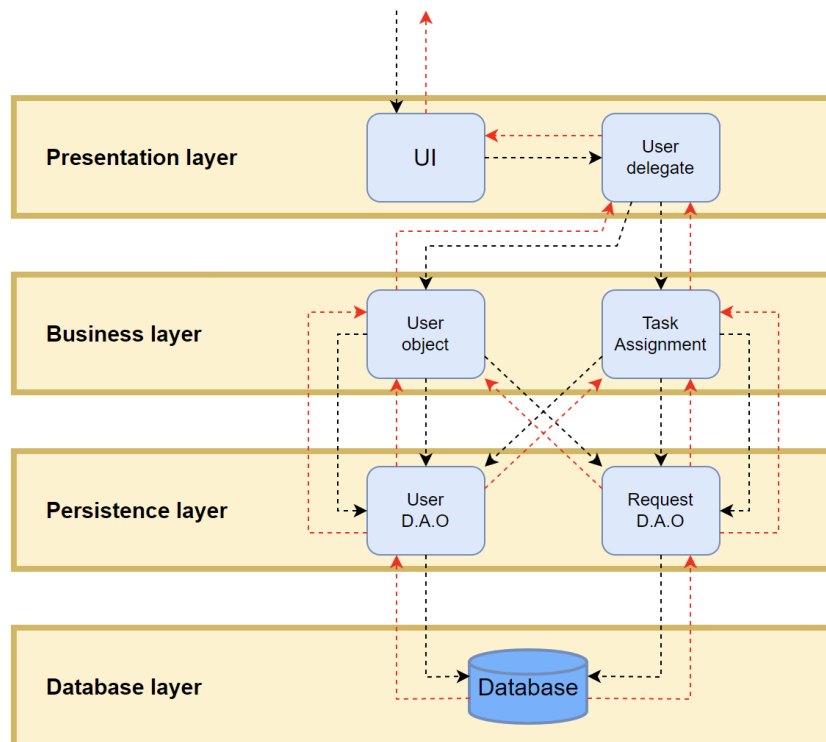 Presentation layer
UI
User
delegate
Business layer
User
object
Task
Assignment
Persistence layer
User
D.A.O
Request
D.A.O
Database layer
Database